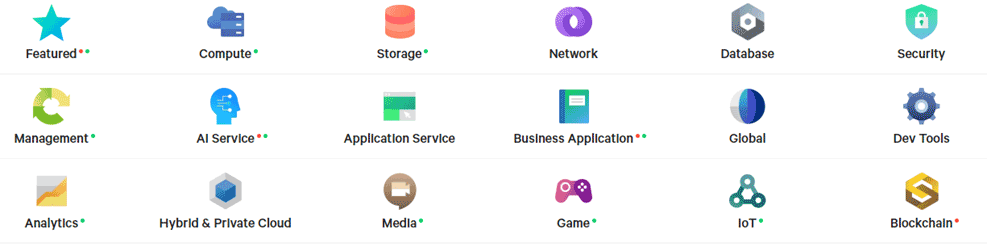 Featured
Compute
Storage
Network
Database
Security
Management
AI Service
Application Service
Business Application
Global
Dev Tools
Analytics
Hybrid & Private Cloud
Media
Game
IoT
Blockchain